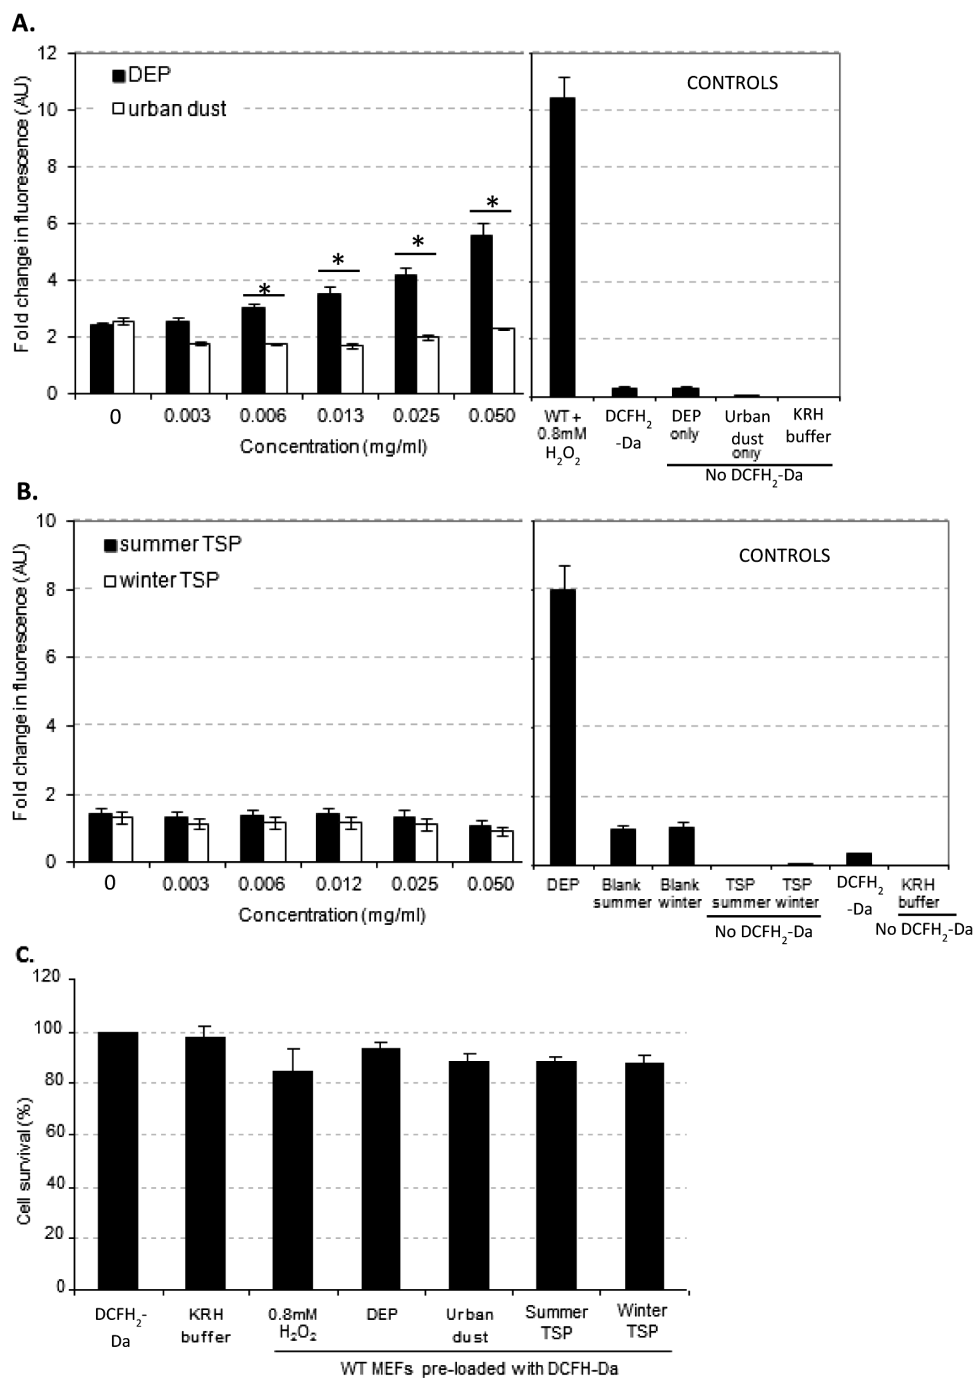 A.
12
10
8
6
4
2
0
Fold change in fluorescence (AU)
DEP
urban dust
*
*
*
*
0 0.003 0.006 0.013 0.025 0.050
Concentration (mg/ml)
CONTROLS
WT + 0.8mM H₂O₂
DCFH₂-Da
DEP only
Urban dust only
KRH buffer
No DCFH₂-Da
B.
10
8
6
4
2
0
Fold change in fluorescence (AU)
summer TSP
winter TSP
0 0.003 0.006 0.012 0.025 0.050
Concentration (mg/ml)
CONTROLS
DEP
Blank summer
Blank winter
TSP summer
TSP winter
No DCFH₂-Da
DCFH₂-Da
KRH buffer
No DCFH₂-Da
C.
120
100
80
60
40
20
0
Cell survival (%)
DCFH₂-Da
KRH buffer
0.8mM H₂O₂
DEP
Urban dust
Summer TSP
Winter TSP
WT MEFs pre-loaded with DCFH-Da